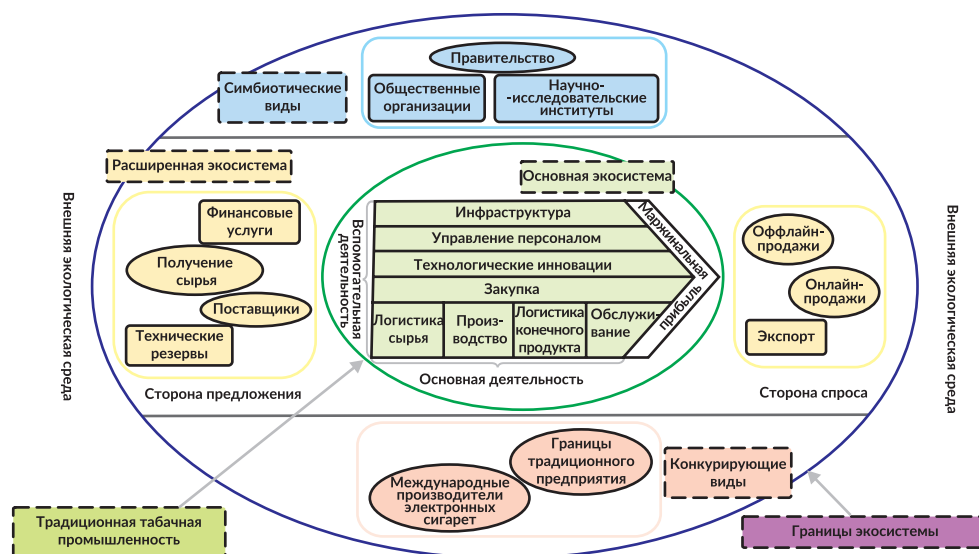 Правительство
Симбиотические
виды
Общественные
организации
Научно-
-исследовательские
институты
Расширенная экосистема
Основная экосистема
Внешняя экологическая среда
Финансовые
услуги
Получение
сырья
Поставщики
Технические
резервы
Сторона предложения
Вспомогательная
деятельность
Инфраструктура
Управление персоналом
Технологические инновации
Закупка
Логистика
сырья
Произ-
водство
Логистика
конечного
продукта
Обслужи-
вание
Маржинальная
прибыль
Основная деятельность
Оффлайн-
продажи
Онлайн-
продажи
Экспорт
Сторона спроса
Внешняя экологическая среда
Границы
традиционного
предприятия
Международные
производители
электронных
сигарет
Конкурирующие
виды
Традиционная табачная
промышленность
Границы экосистемы